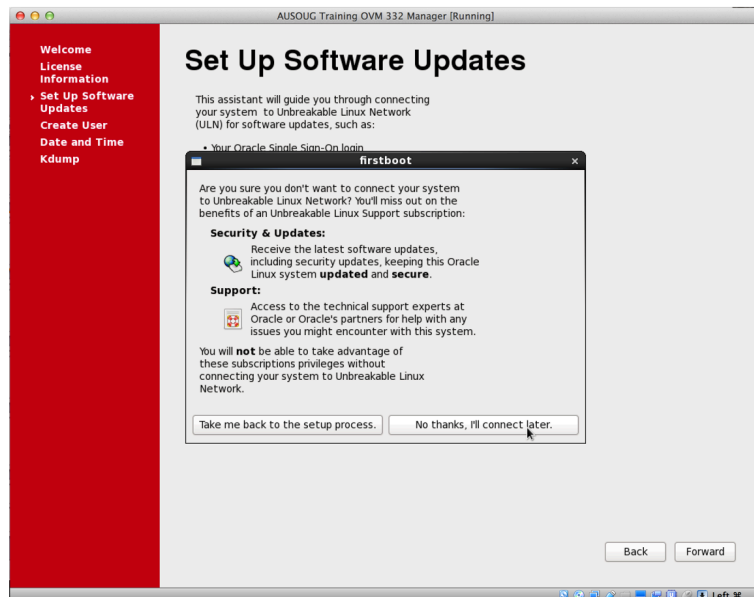 AUSOUG Training OVM 332 Manager [Running]
Welcome
License
Information
Set Up Software
Updates
Create User
Date and Time
Kdump
Set Up Software Updates
This assistant will guide you through connecting
your system  to Unbreakable Linux Network
(ULN) for software updates, such as:
• Your Oracle Single Sign-On login
firstboot
Are you sure you don't want to connect your system
to Unbreakable Linux Network? You'll miss out on the
benefits of an Unbreakable Linux Support subscription:
Security & Updates:
Receive the latest software updates,
including security updates, keeping this Oracle
Linux system updated and secure.
Support:
Access to the technical support experts at
Oracle or Oracle's partners for help with any
issues you might encounter with this system.
You will not be able to take advantage of
these subscriptions privileges without
connecting your system to Unbreakable Linux
Network.
Take me back to the setup process.
No thanks, I'll connect later.
Back
Forward
Left ⌘